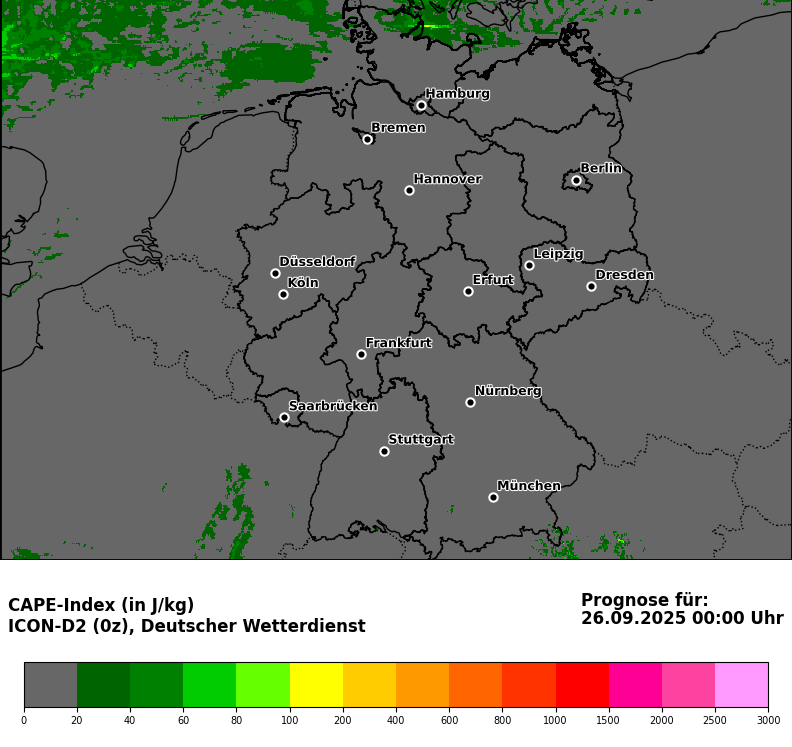 Hamburg
Bremen
Berlin
Hannover
Leipzig
Düsseldorf
Dresden
Erfurt
Köln
Frankfurt
Nürnberg
Saarbrücken
Stuttgart
München
CAPE-Index (in J/kg)
ICON-D2 (0z), Deutscher Wetterdienst
Prognose für:
26.09.2025 00:00 Uhr
0 20 40 60 80 100 200 400 600 800 1000 1500 2000 2500 3000